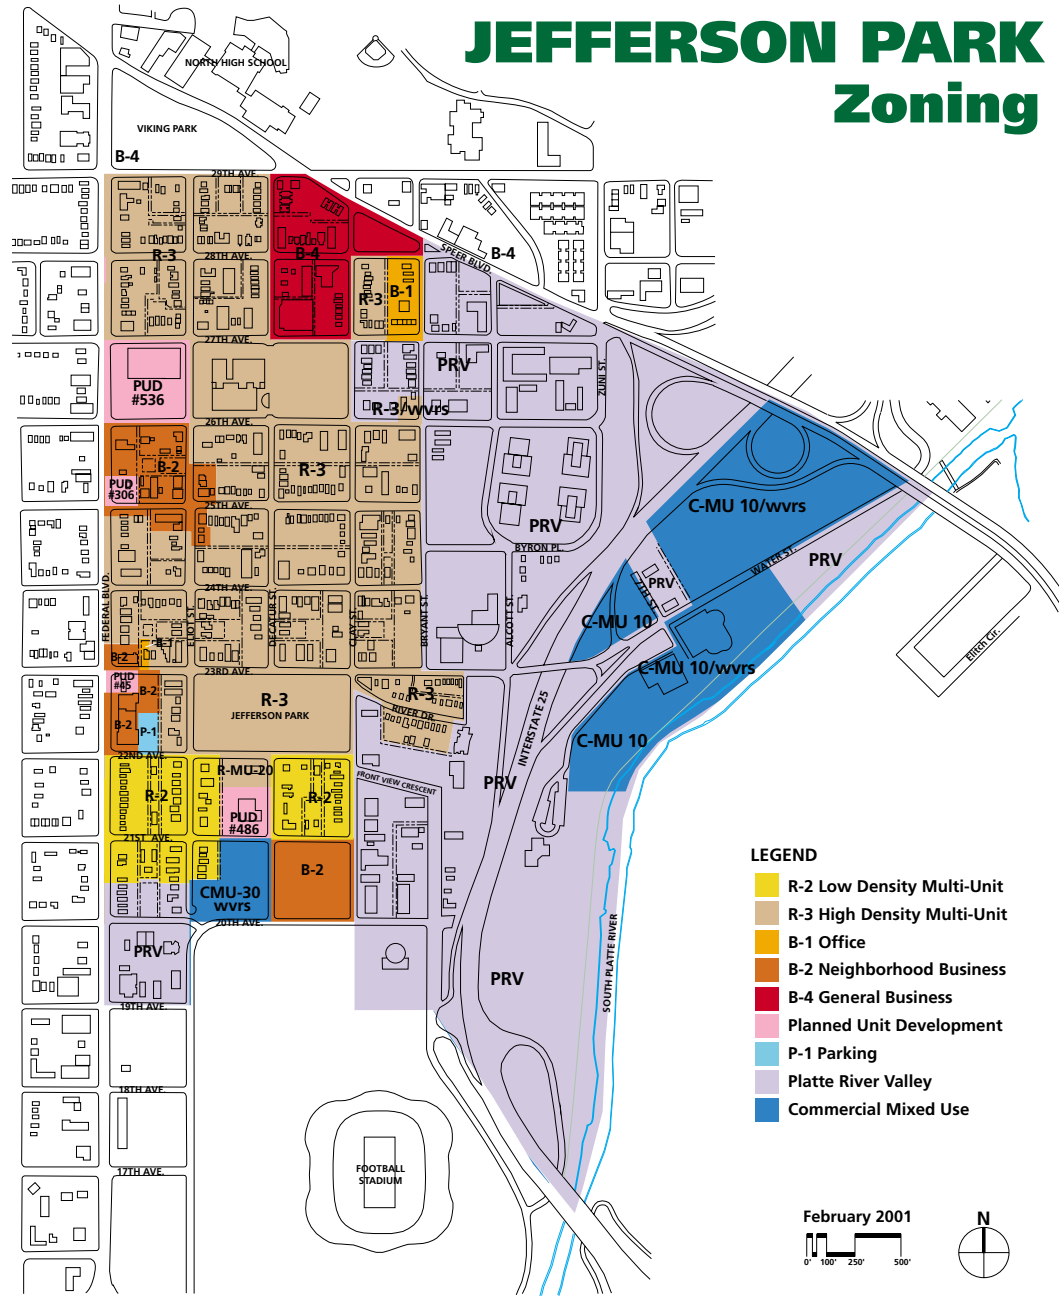 JEFFERSON PARK
Zoning
NORTH HIGH SCHOOL
VIKING PARK
B-4
29TH AVE.
R-3
28TH AVE.
B-4
SPEER BLVD.
B-4
R-3
B-1
27TH AVE.
PRV
ZUNI ST.
PUD
#536
R-3/wvrs
26TH AVE.
B-2
R-3
PUD
#306
25TH AVE.
C-MU 10/wvrs
PRV
BYRON PL.
WATER ST.
PRV
FEDERAL BLVD.
24TH AVE.
PRV
7TH ST.
ELIOT ST.
DECATUR ST.
CLAY ST.
BRYANT ST.
ALCOTT ST.
C-MU 10
B-1
B-2
Elitch Cir.
23RD AVE.
C-MU 10/wvrs
PUD
#45
B-2
R-3
JEFFERSON PARK
R-3
RIVER DR.
B-2
P-1
INTERSTATE 25
C-MU 10
22ND AVE.
R-MU-20
FRONT VIEW CRESCENT
PRV
R-2
R-2
PUD
#486
21ST AVE.
B-2
CMU-30
wvrs
20TH AVE.
PRV
PRV
SOUTH PLATTE RIVER
19TH AVE.
18TH AVE.
17TH AVE.
FOOTBALL
STADIUM
LEGEND
R-2 Low Density Multi-Unit
R-3 High Density Multi-Unit
B-1 Office
B-2 Neighborhood Business
B-4 General Business
Planned Unit Development
P-1 Parking
Platte River Valley
Commercial Mixed Use
February 2001
0' 100' 250' 500'
N